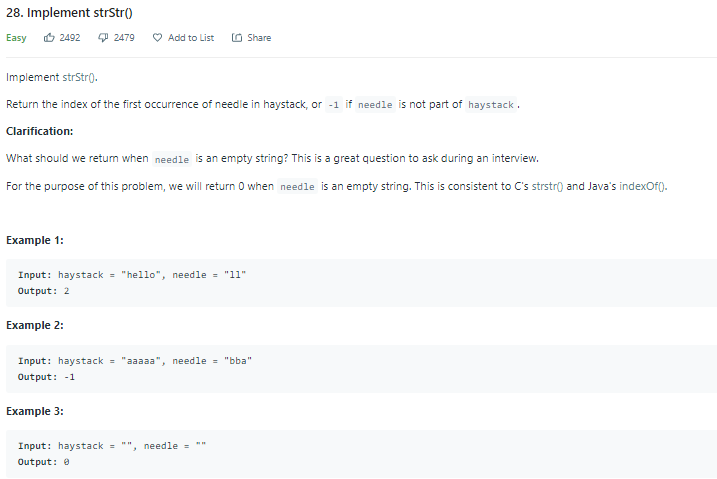 28. Implement strStr()
Easy 2492 2479 Add to List Share
Implement strStr().
Return the index of the first occurrence of needle in haystack, or -1 if needle is not part of haystack .
Clarification:
What should we return when needle is an empty string? This is a great question to ask during an interview.
For the purpose of this problem, we will return 0 when needle is an empty string. This is consistent to C's strstr() and Java's indexOf().
Example 1:
Input: haystack = "hello", needle = "ll"
Output: 2
Example 2:
Input: haystack = "aaaaa", needle = "bba"
Output: -1
Example 3:
Input: haystack = "", needle = ""
Output: 0